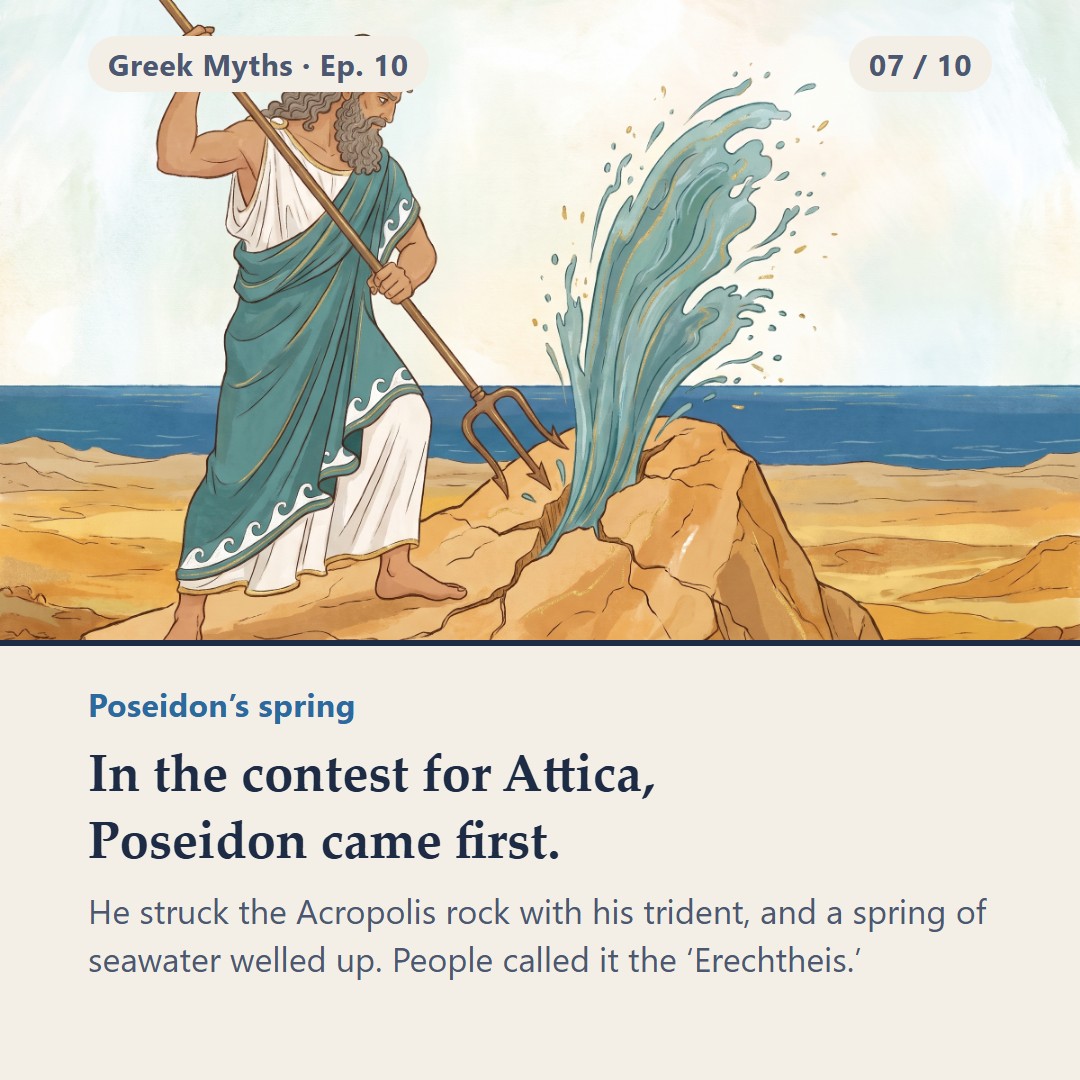 Greek Myths · Ep. 10
07 / 10
Poseidon’s spring
In the contest for Attica,
Poseidon came first.
He struck the Acropolis rock with his trident, and a spring of
seawater welled up. People called it the ‘Erechtheis.’